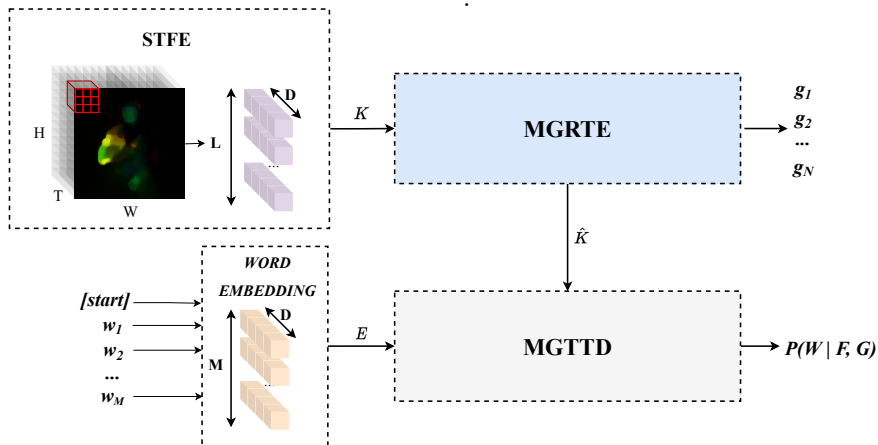 STFE
H
T
W
L
D
...
K
MGRTE
g1
g2
...
gN
K̂
WORD
EMBEDDING
[start]
w1
w2
...
wM
M
D
...
E
MGTTD
P(W | F, G)